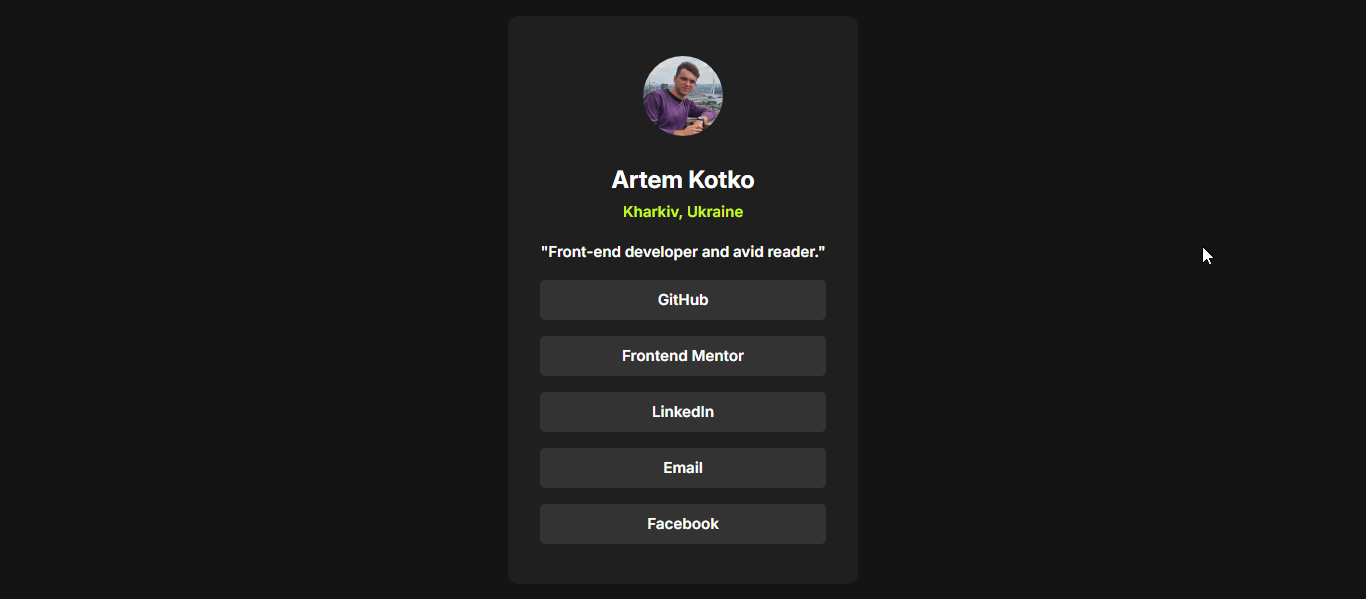 Artem Kotko
Kharkiv, Ukraine
"Front-end developer and avid reader."
GitHub
Frontend Mentor
LinkedIn
Email
Facebook